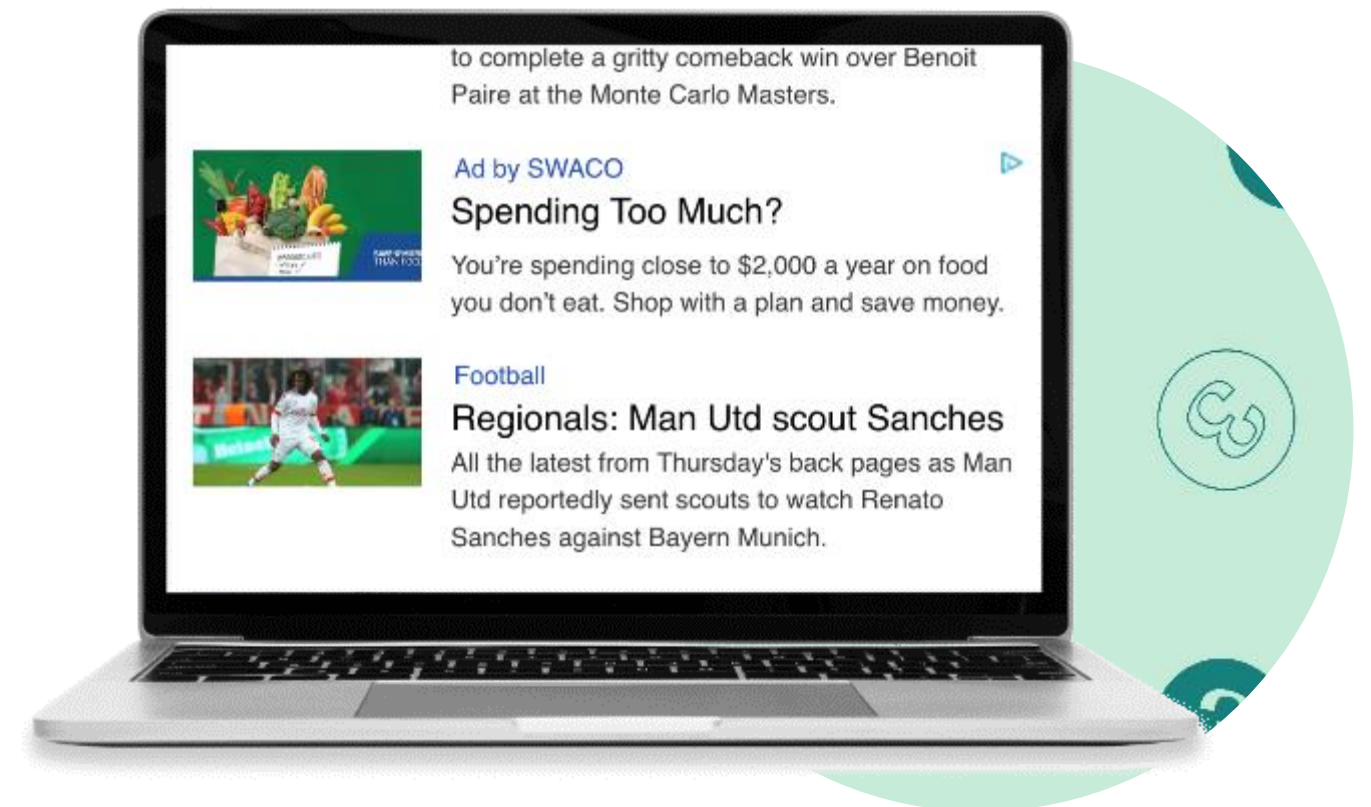 to complete a gritty comeback win over Benoit
Paire at the Monte Carlo Masters.
Ad by SWACO
Spending Too Much?
You're spending close to $2,000 a year on food
you don't eat. Shop with a plan and save money.
THAN FOOD
Football
Regionals: Man Utd scout Sanches
Heineken
All the latest from Thursday's back pages as Man
Utd reportedly sent scouts to watch Renato
Sanches against Bayern Munich.